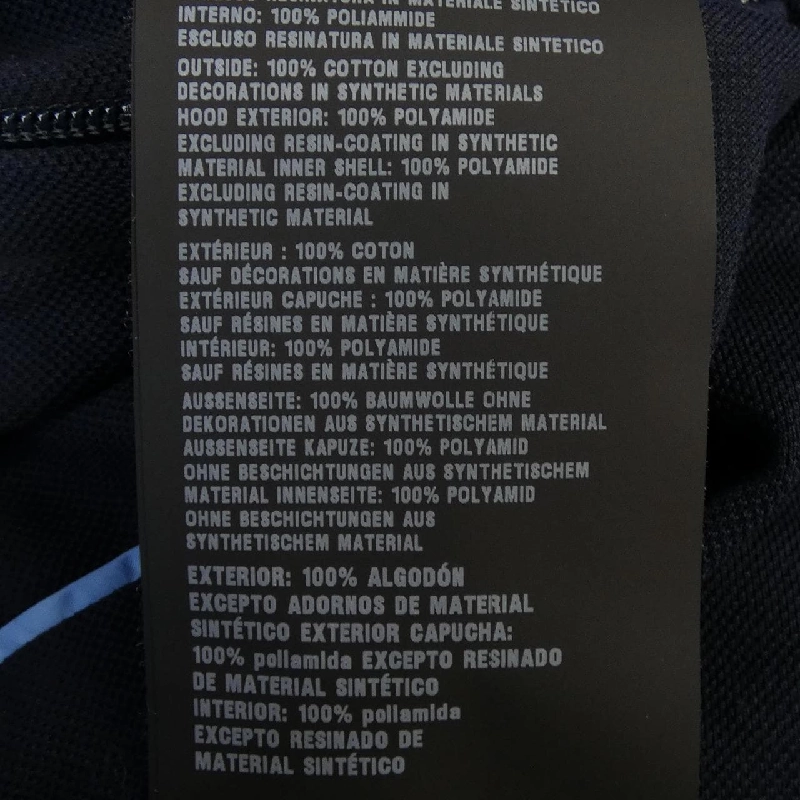 RESINATURA IN MATERIALE SINTETICO
INTERNO: 100% POLIAMMIDE
ESCLUSO RESINATURA IN MATERIALE SINTETICO
OUTSIDE: 100% COTTON EXCLUDING
DECORATIONS IN SYNTHETIC MATERIALS
HOOD EXTERIOR: 100% POLYAMIDE
EXCLUDING RESIN-COATING IN SYNTHETIC
MATERIAL INNER SHELL: 100% POLYAMIDE
EXCLUDING RESIN-COATING IN
SYNTHETIC MATERIAL
EXTÉRIEUR : 100% COTON
SAUF DÉCORATIONS EN MATIÈRE SYNTHÉTIQUE
EXTÉRIEUR CAPUCHE : 100% POLYAMIDE
SAUF RÉSINES EN MATIÈRE SYNTHÉTIQUE
INTÉRIEUR: 100% POLYAMIDE
SAUF RÉSINES EN MATIÈRE SYNTHÉTIQUE
AUSSENSEITE: 100% BAUMWOLLE OHNE
DEKORATIONEN AUS SYNTHETISCHEM MATERIAL
AUSSENSEITE KAPUZE: 100% POLYAMID
OHNE BESCHICHTUNGEN AUS SYNTHETISCHEM
MATERIAL INNENSEITE: 100% POLYAMID
OHNE BESCHICHTUNGEN AUS
SYNTHETISCHEM MATERIAL
EXTERIOR: 100% ALGODÓN
EXCEPTO ADORNOS DE MATERIAL
SINTÉTICO EXTERIOR CAPUCHA:
100% poliamida EXCEPTO RESINADO
DE MATERIAL SINTÉTICO
INTERIOR: 100% poliamida
EXCEPTO RESINADO DE
MATERIAL SINTÉTICO